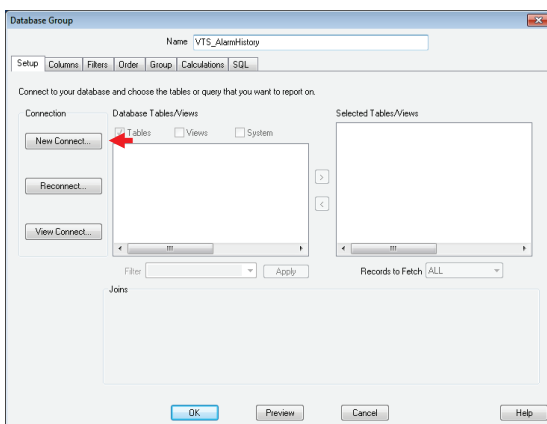 Database Group
Name VTS_AlarmHistory
Setup Columns Filters Order Group Calculations SQL
Connect to your database and choose the tables or query that you want to report on.
Connection Database Tables/Views Selected Tables/Views
Tables Views System
New Connect...
Reconnect...
View Connect...
Filter Apply Records to Fetch ALL
Joins
OK Preview Cancel Help